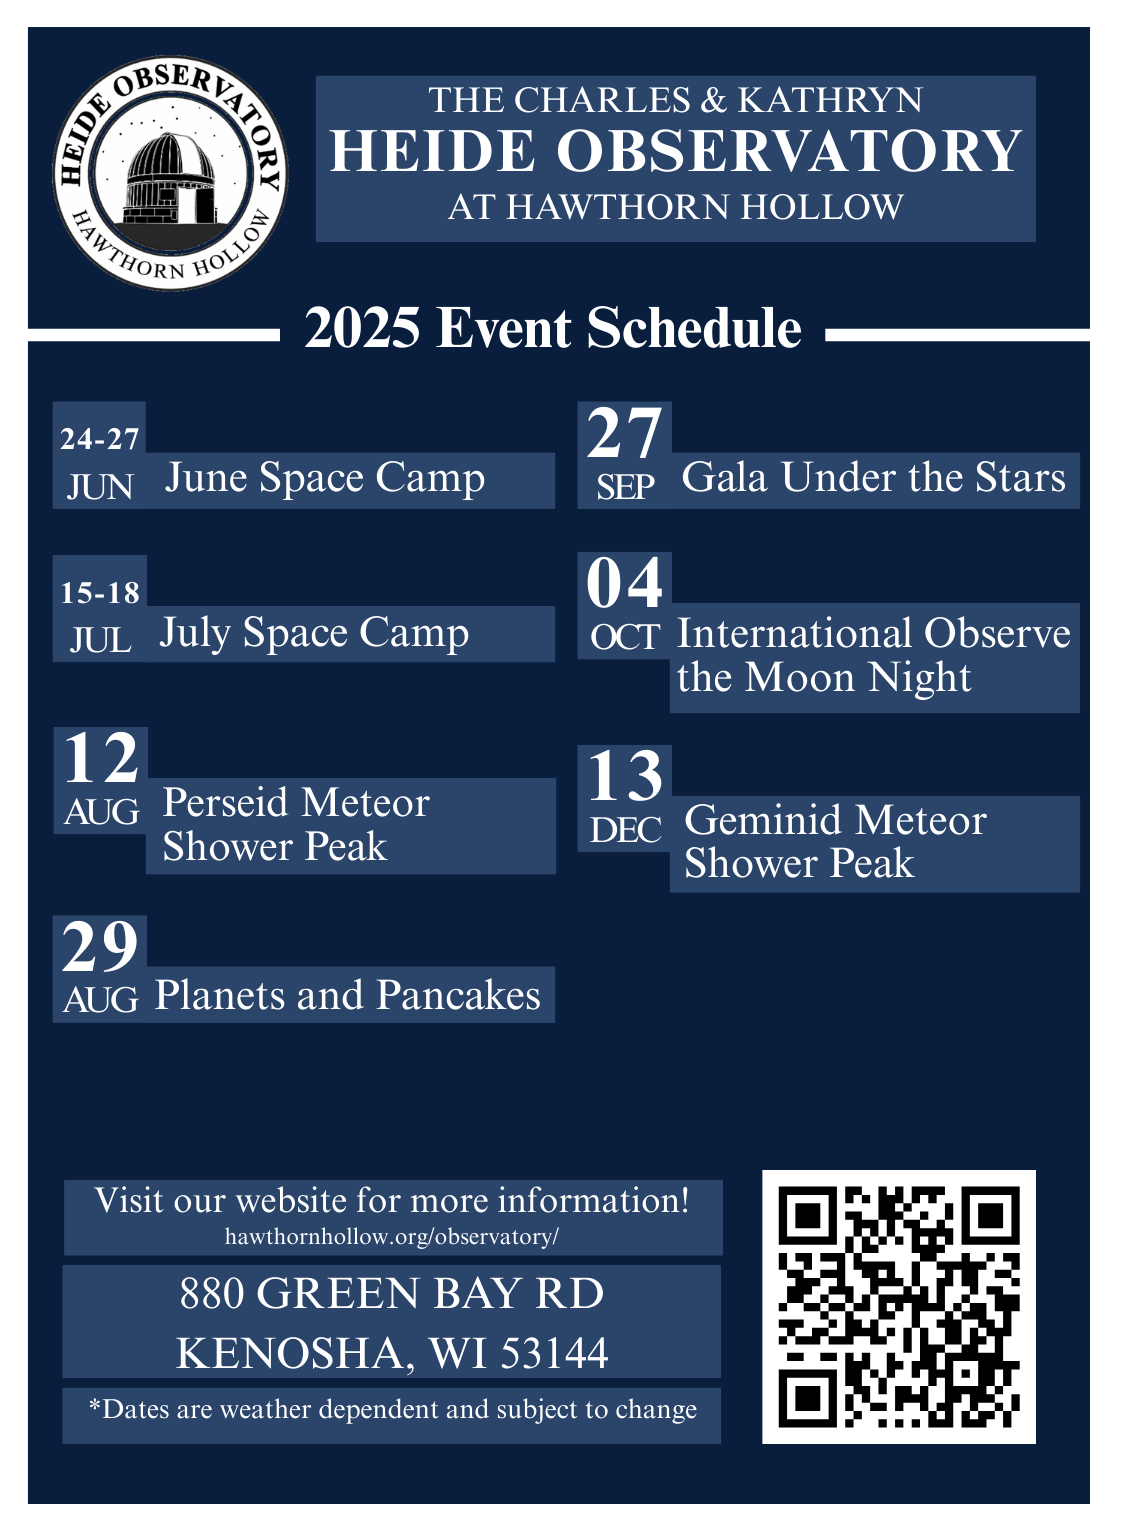 HEIDE OBSERVATORY
HAWTHORN HOLLOW
THE CHARLES & KATHRYN
HEIDE OBSERVATORY
AT HAWTHORN HOLLOW
2025 Event Schedule
24-27
JUN
June Space Camp
15-18
JUL
July Space Camp
12
AUG
Perseid Meteor
Shower Peak
29
AUG
Planets and Pancakes
27
SEP
Gala Under the Stars
04
OCT
International Observe
the Moon Night
13
DEC
Geminid Meteor
Shower Peak
Visit our website for more information!
hawthornhollow.org/observatory/
880 GREEN BAY RD
KENOSHA, WI 53144
*Dates are weather dependent and subject to change